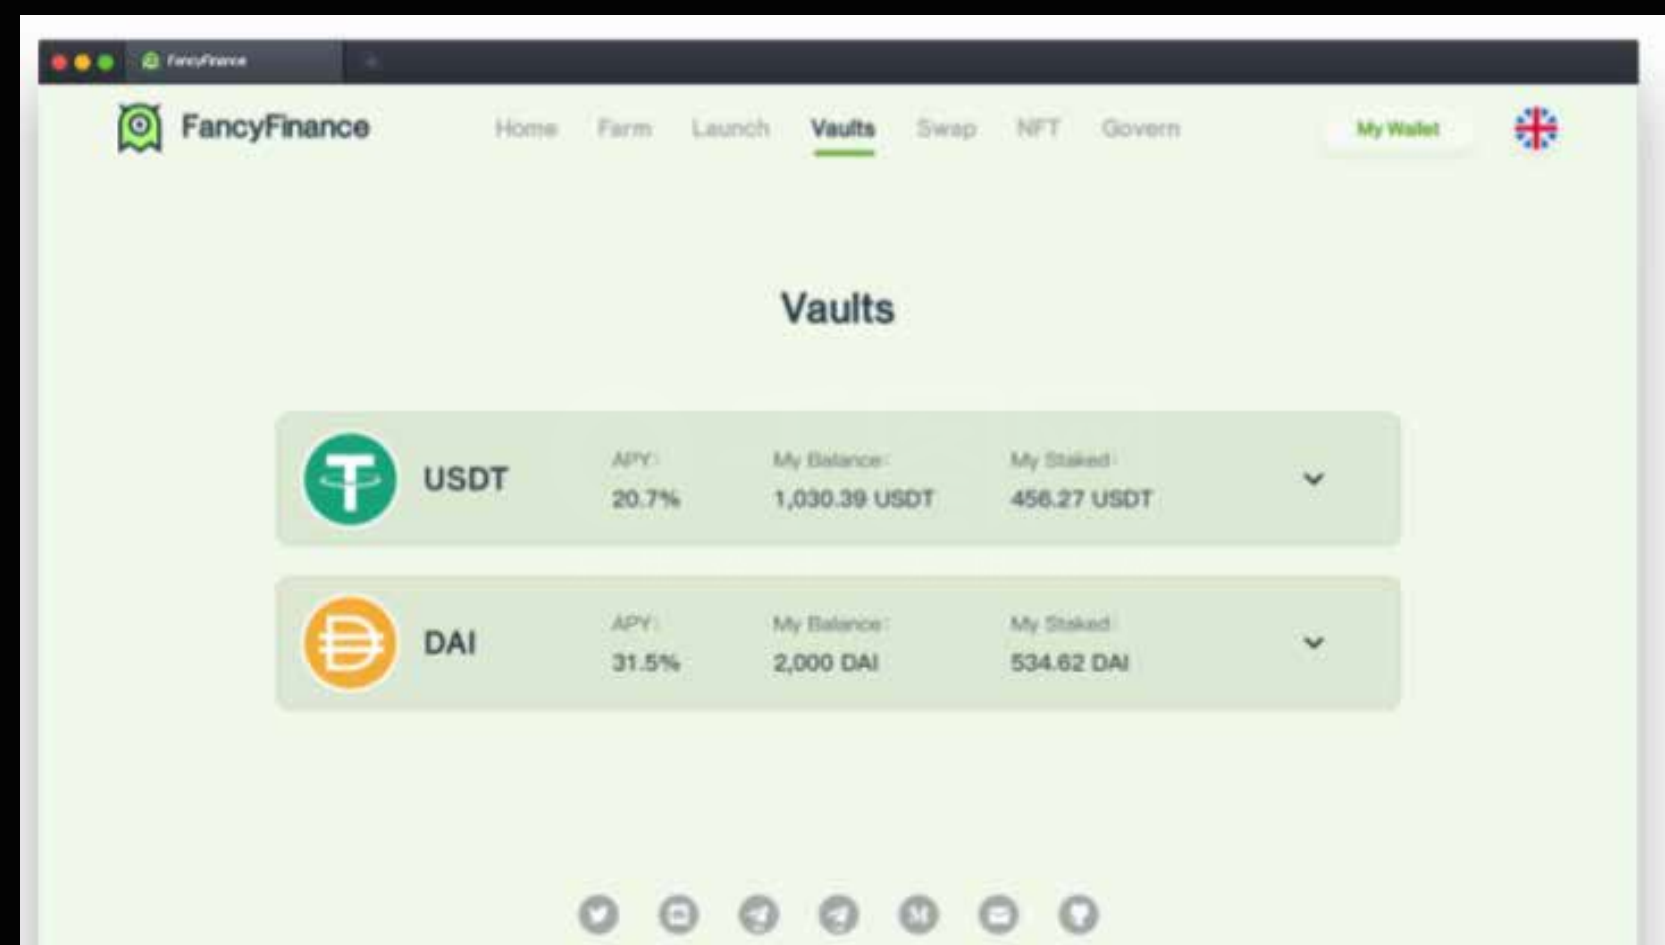 FancyFinance
FancyFinance Home Farm Launch Vaults Swap NFT Govern My Wallet
Vaults
USDT APY: My Balance: My Staked:
20.7% 1,030.39 USDT 456.27 USDT
DAI APY: My Balance: My Staked:
31.5% 2,000 DAI 534.62 DAI